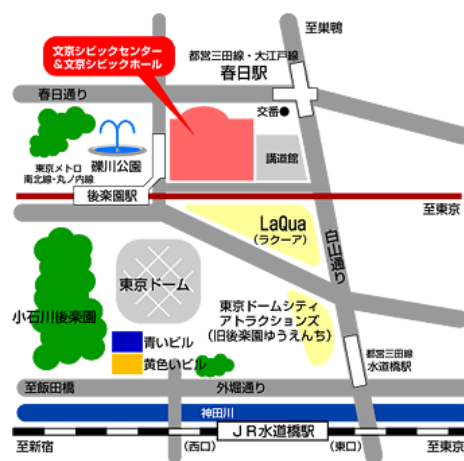 至巣鴨
文京シビックセンター
＆文京シビックホール
都営三田線・大江戸線
春日駅
春日通り
交番
東京メトロ
南北線・丸ノ内線
礫川公園
講道館
後楽園駅
至東京
LaQua
(ラクーア)
白山通り
東京ドーム
小石川後楽園
東京ドームシティ
アトラクションズ
(旧後楽園ゆうえんち)
青いビル
黄色いビル
都営三田線
水道橋駅
至飯田橋
外堀通り
神田川
至新宿
(西口)
ＪＲ水道橋駅
(東口)
至東京